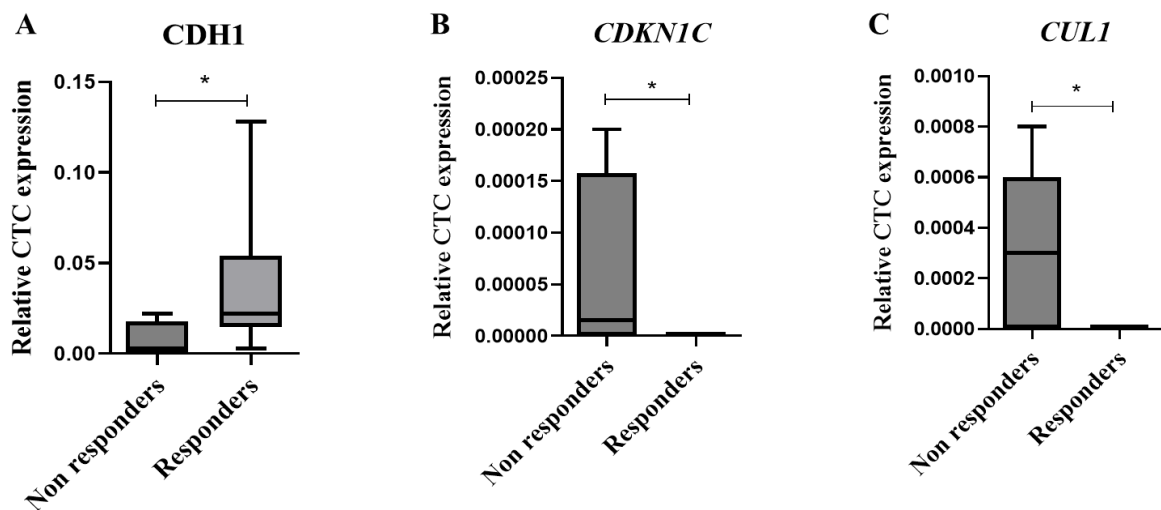 A
CDH1
Relative CTC expression
0.15
0.10
0.05
0.00
*
Non responders
Responders
B
CDKN1C
Relative CTC expression
0.00025
0.00020
0.00015
0.00010
0.00005
0.00000
*
Non responders
Responders
C
CUL1
Relative CTC expression
0.0010
0.0008
0.0006
0.0004
0.0002
0.0000
*
Non responders
Responders